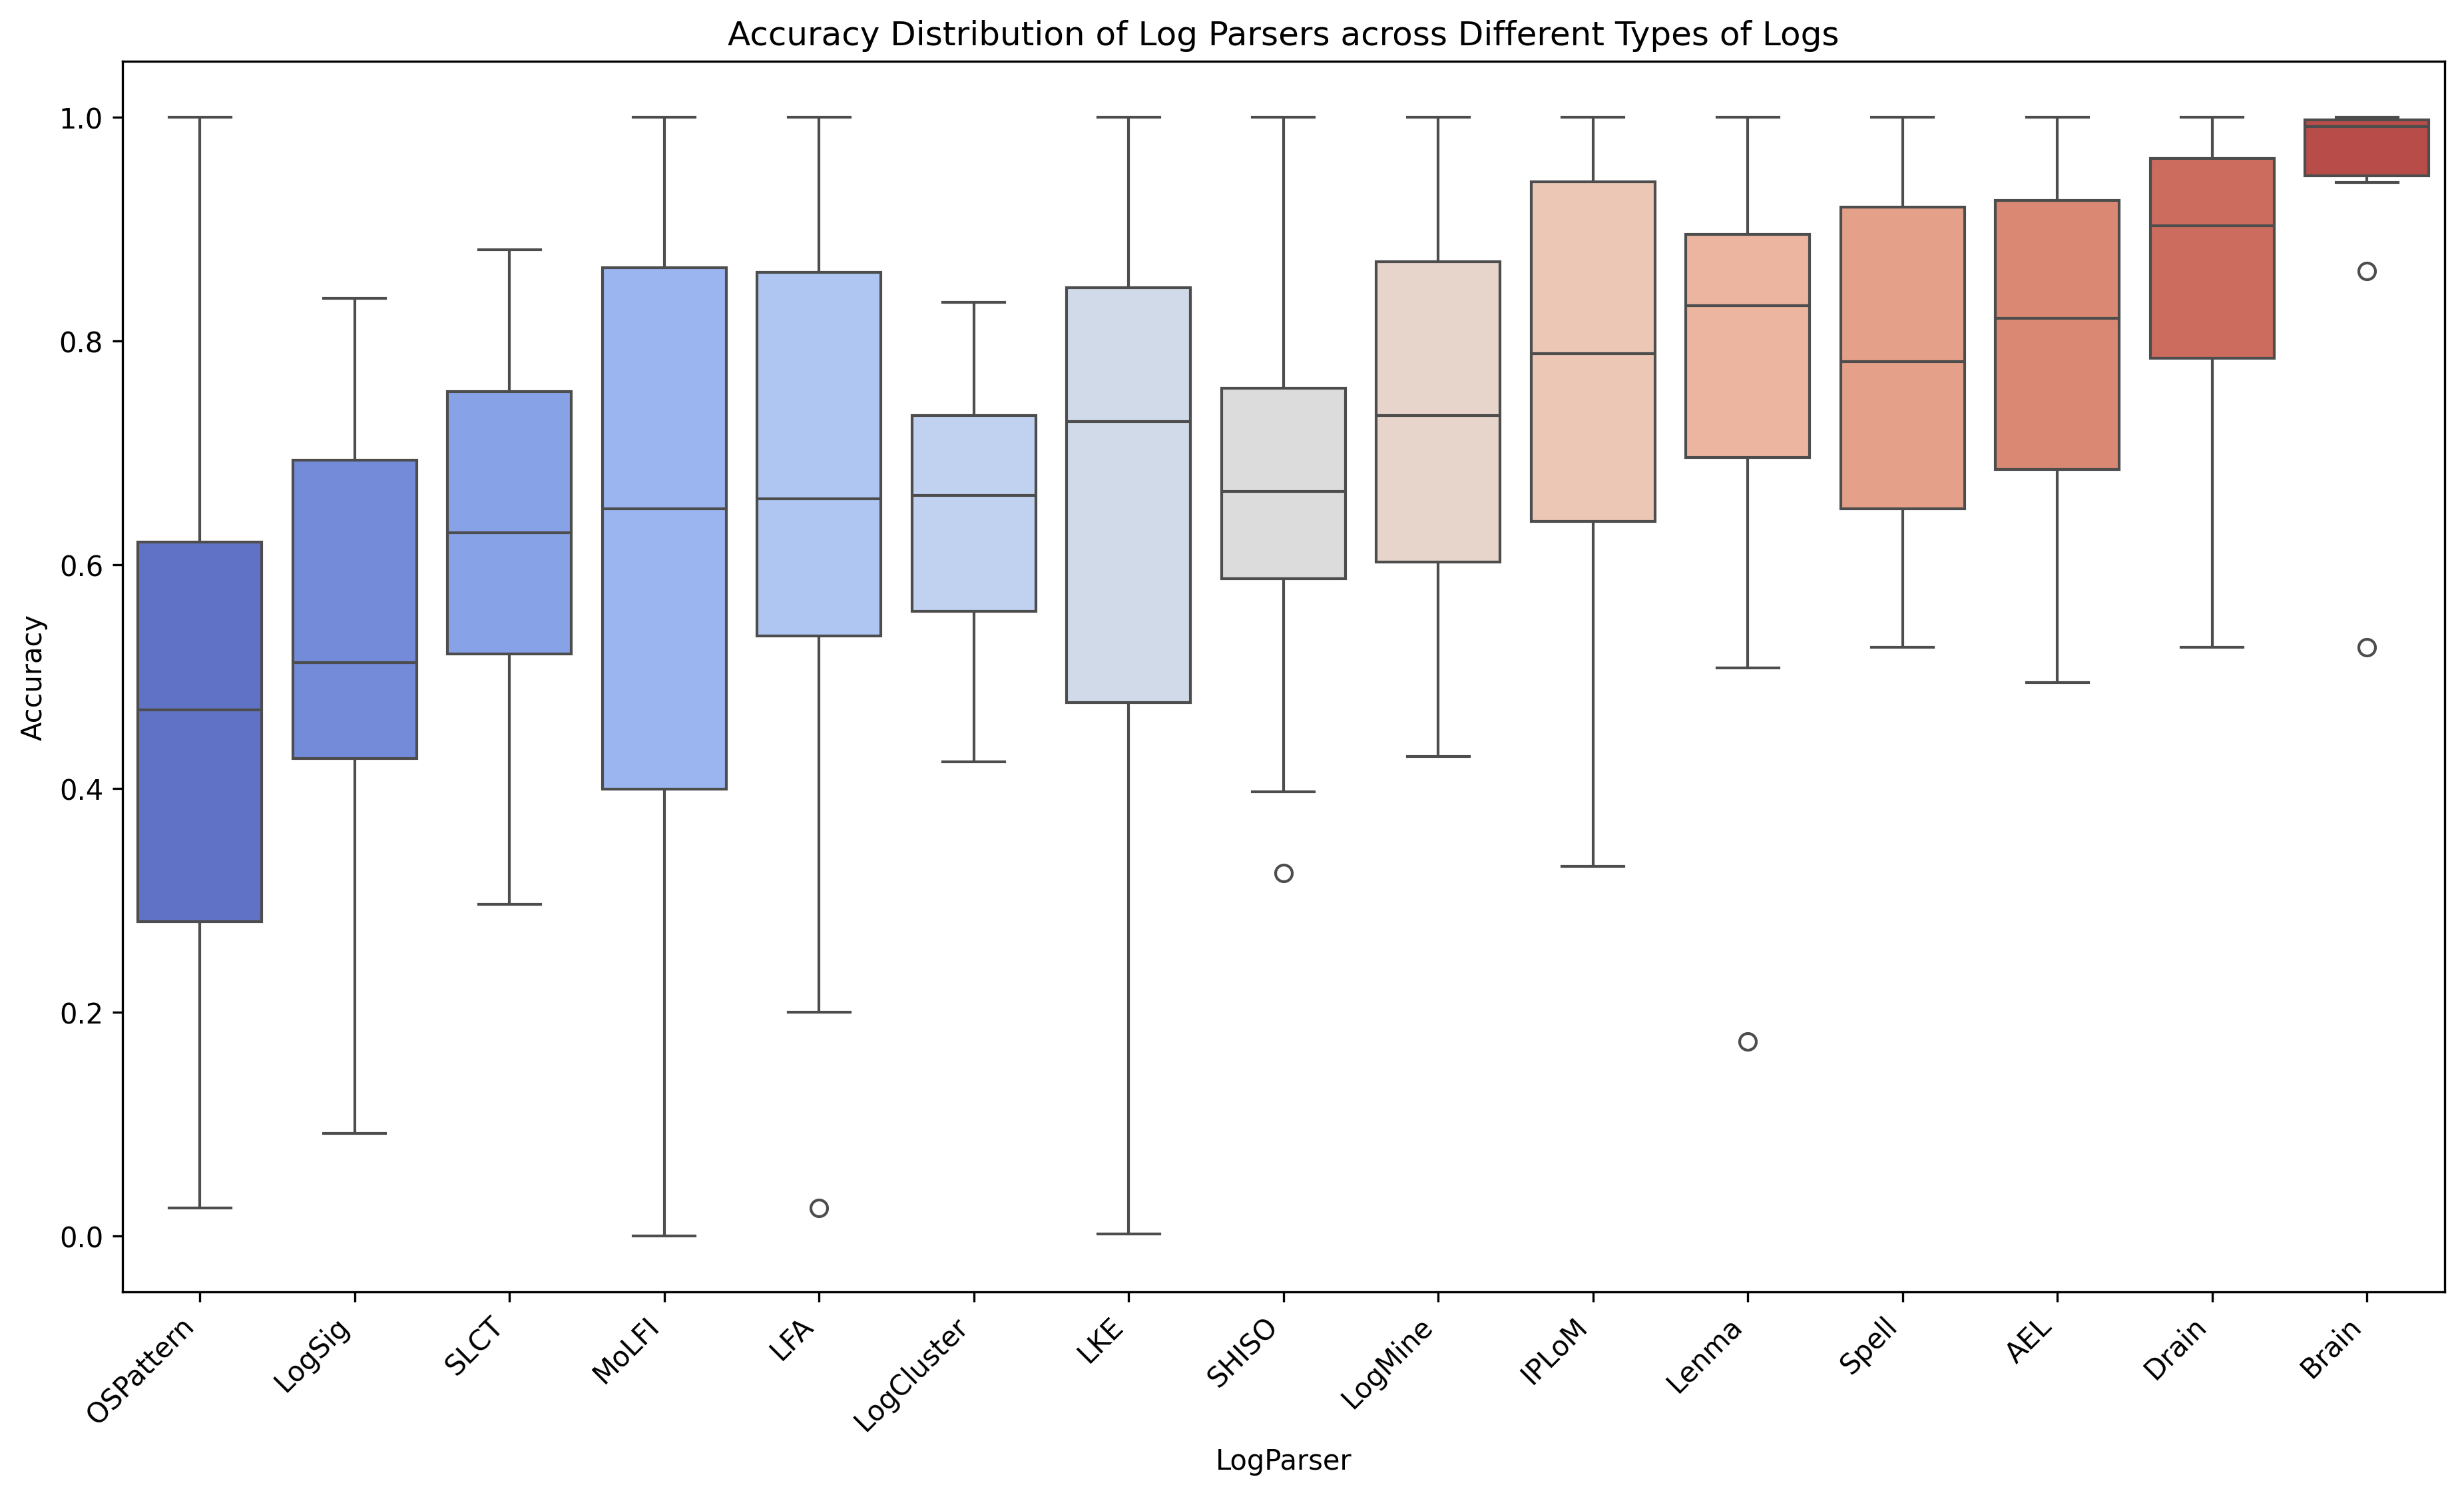 Accuracy Distribution of Log Parsers across Different Types of Logs
Accuracy
1.0
0.8
0.6
0.4
0.2
0.0
OSPattern
LogSig
SLCT
MoLFI
LFA
LogCluster
LKE
SHISO
LogMine
IPLoM
Lenma
Spell
AEL
Drain
Brain
LogParser